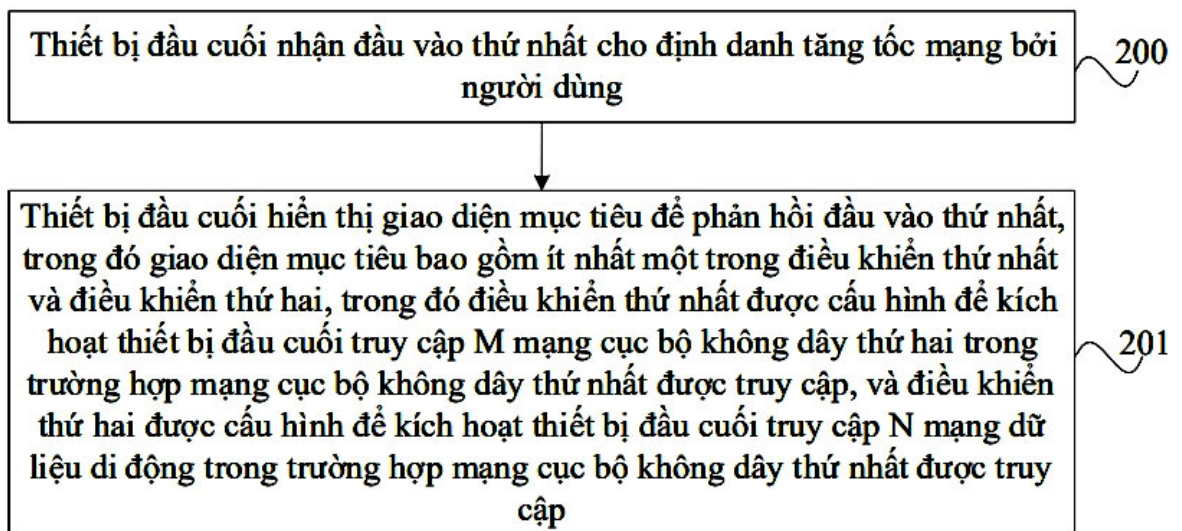 Thiết bị đầu cuối nhận đầu vào thứ nhất cho định danh tăng tốc mạng bởi
người dùng
200
Thiết bị đầu cuối hiển thị giao diện mục tiêu để phản hồi đầu vào thứ nhất,
trong đó giao diện mục tiêu bao gồm ít nhất một trong điều khiển thứ nhất
và điều khiển thứ hai, trong đó điều khiển thứ nhất được cấu hình để kích
hoạt thiết bị đầu cuối truy cập M mạng cục bộ không dây thứ hai trong
trường hợp mạng cục bộ không dây thứ nhất được truy cập, và điều khiển
thứ hai được cấu hình để kích hoạt thiết bị đầu cuối truy cập N mạng dữ
liệu di động trong trường hợp mạng cục bộ không dây thứ nhất được truy
cập
201